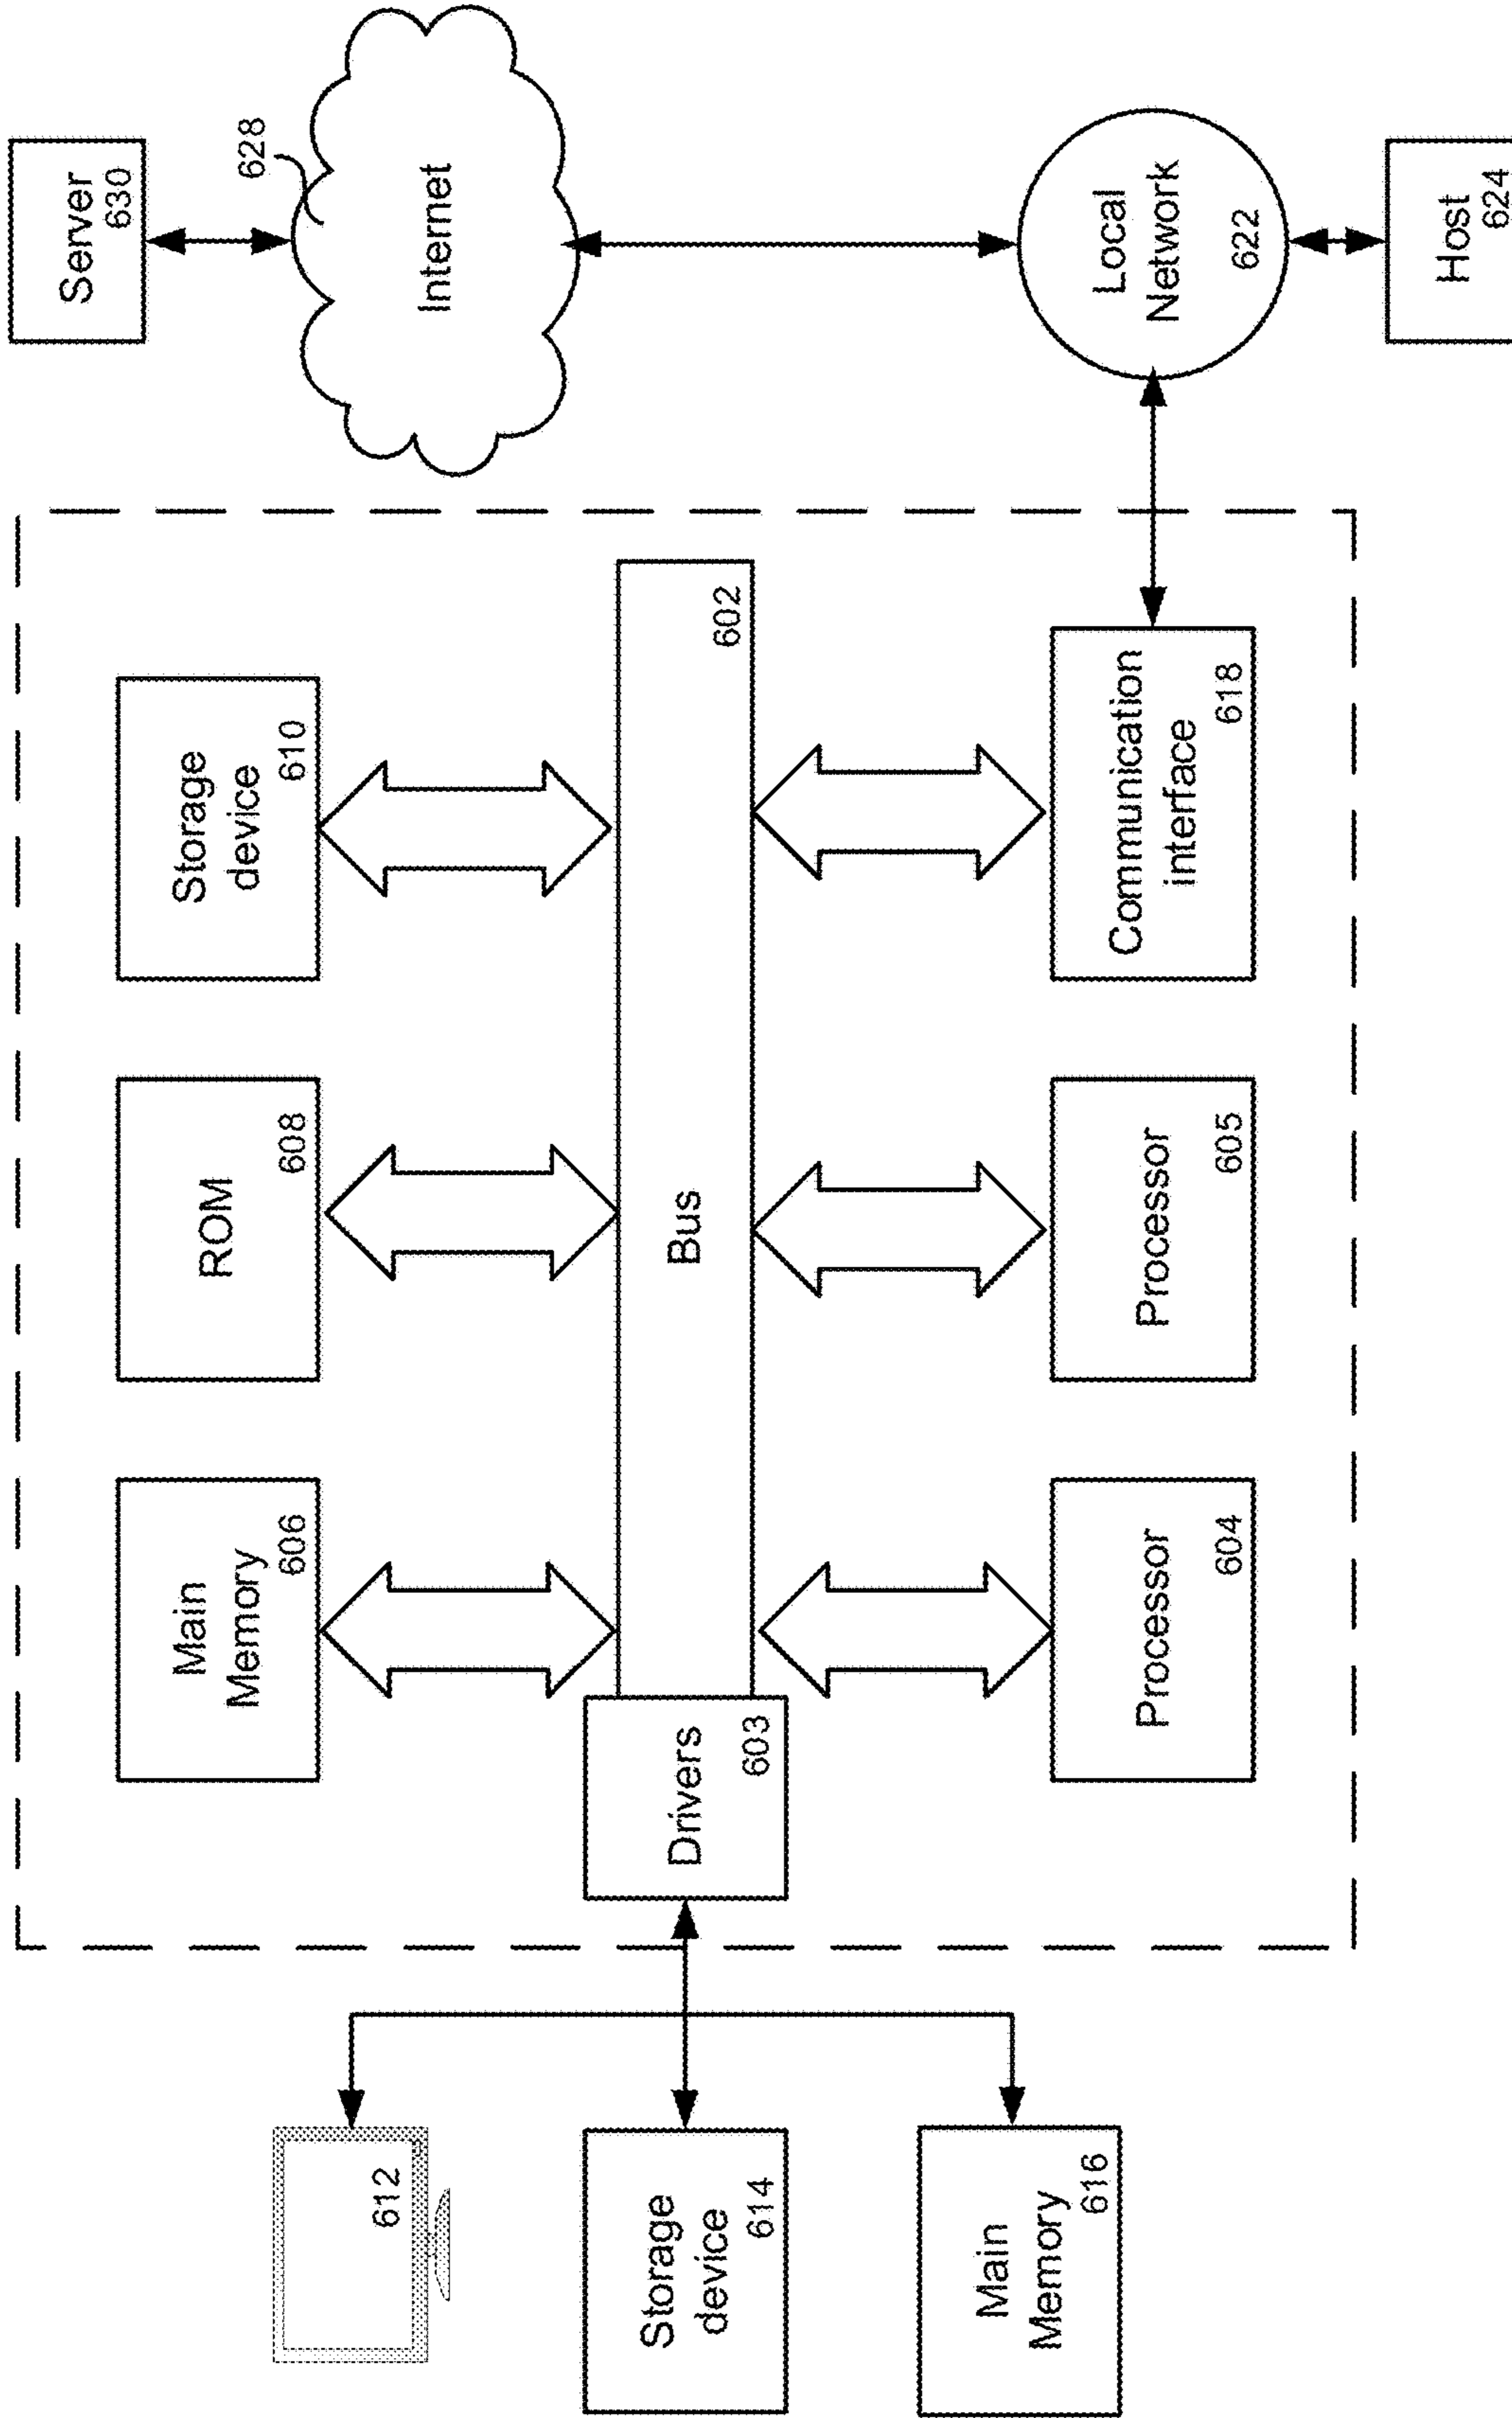 612
Storage
device
614
Main
Memory
616
Drivers
603
Main
Memory
606
ROM
608
Storage
device
610
Bus
602
Processor
604
Processor
605
Communication
interface
618
Server
630
628
Internet
Local
Network
622
Host
624